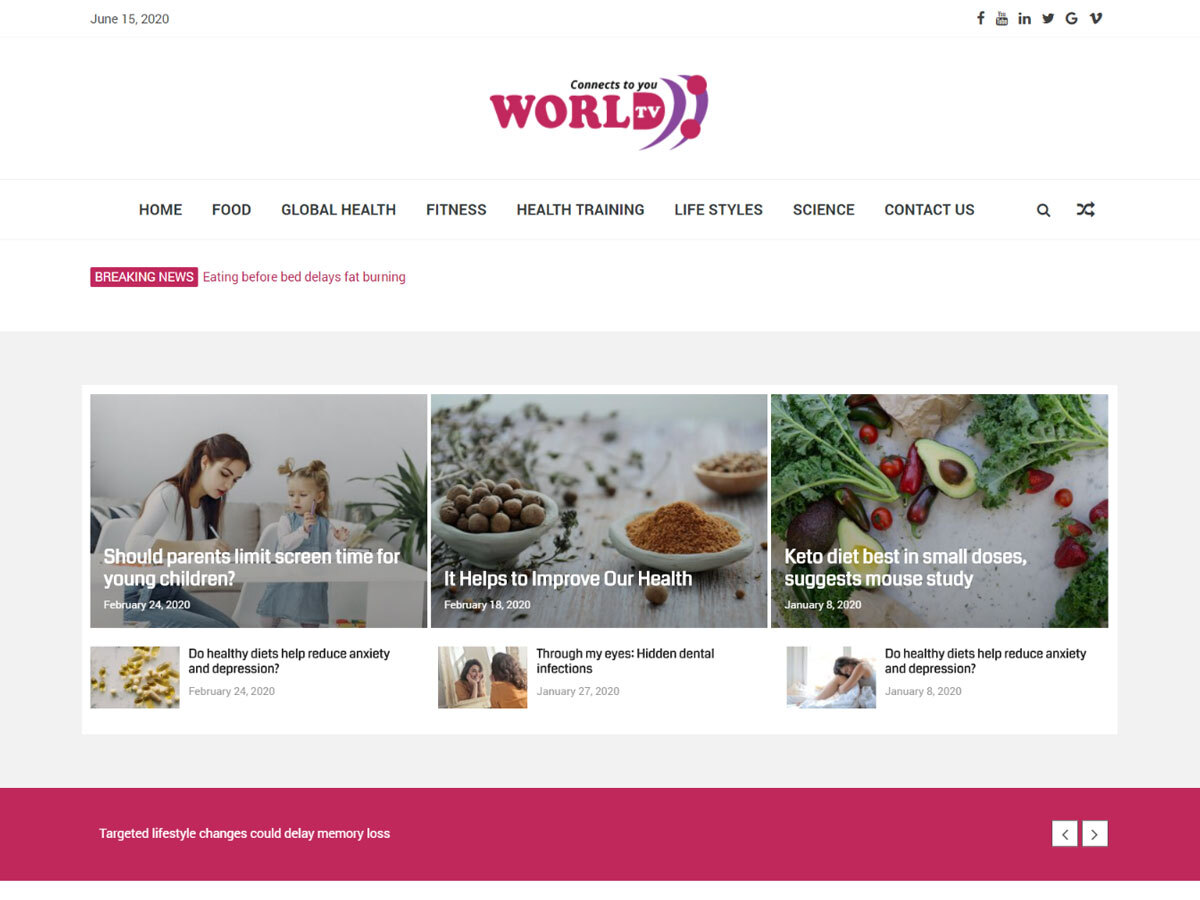 June 15, 2020
You Tube
Connects to you
WORLD TV
HOME FOOD GLOBAL HEALTH FITNESS HEALTH TRAINING LIFE STYLES SCIENCE CONTACT US
BREAKING NEWS Eating before bed delays fat burning
Should parents limit screen time for
young children?
February 24, 2020
It Helps to Improve Our Health
February 18, 2020
Keto diet best in small doses,
suggests mouse study
January 8, 2020
Do healthy diets help reduce anxiety
and depression?
February 24, 2020
Through my eyes: Hidden dental
infections
January 27, 2020
Do healthy diets help reduce anxiety
and depression?
January 8, 2020
Targeted lifestyle changes could delay memory loss